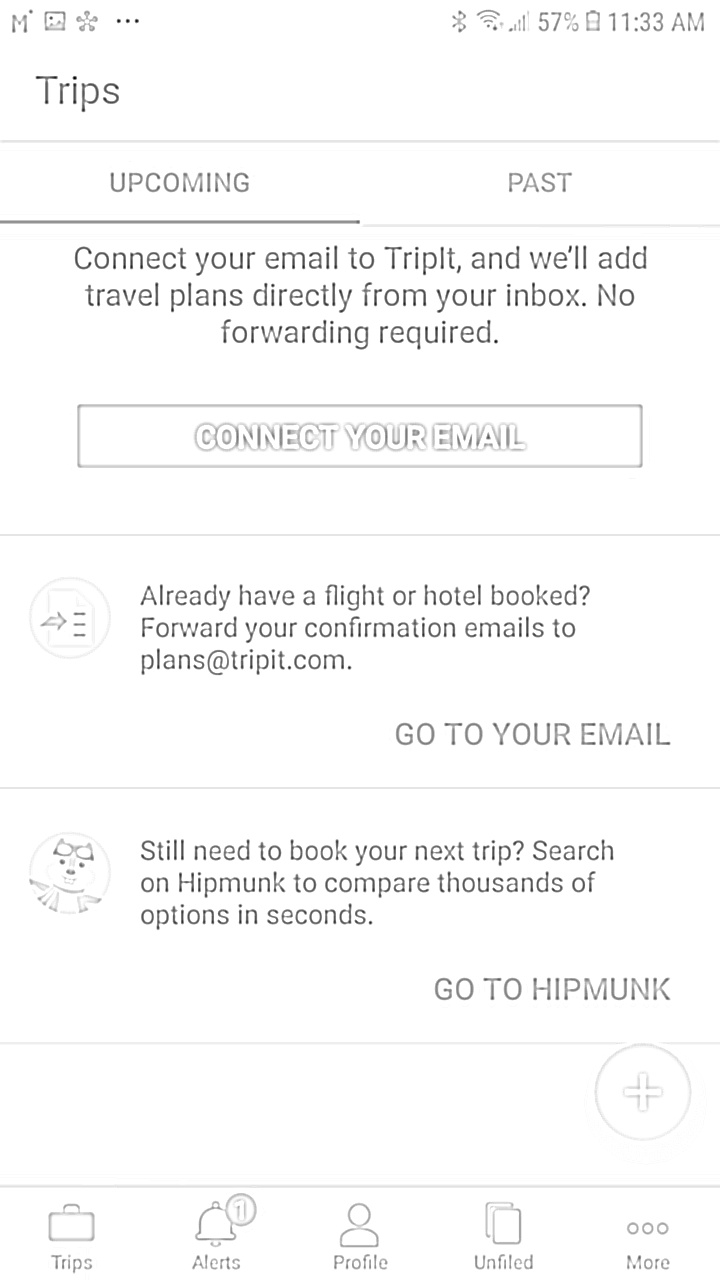 57% 11:33 AM
Trips
UPCOMING PAST
Connect your email to TripIt, and we'll add
travel plans directly from your inbox. No
forwarding required.
CONNECT YOUR EMAIL
Already have a flight or hotel booked?
Forward your confirmation emails to
plans@tripit.com.
GO TO YOUR EMAIL
Still need to book your next trip? Search
on Hipmunk to compare thousands of
options in seconds.
GO TO HIPMUNK
1
Trips Alerts Profile Unfiled More